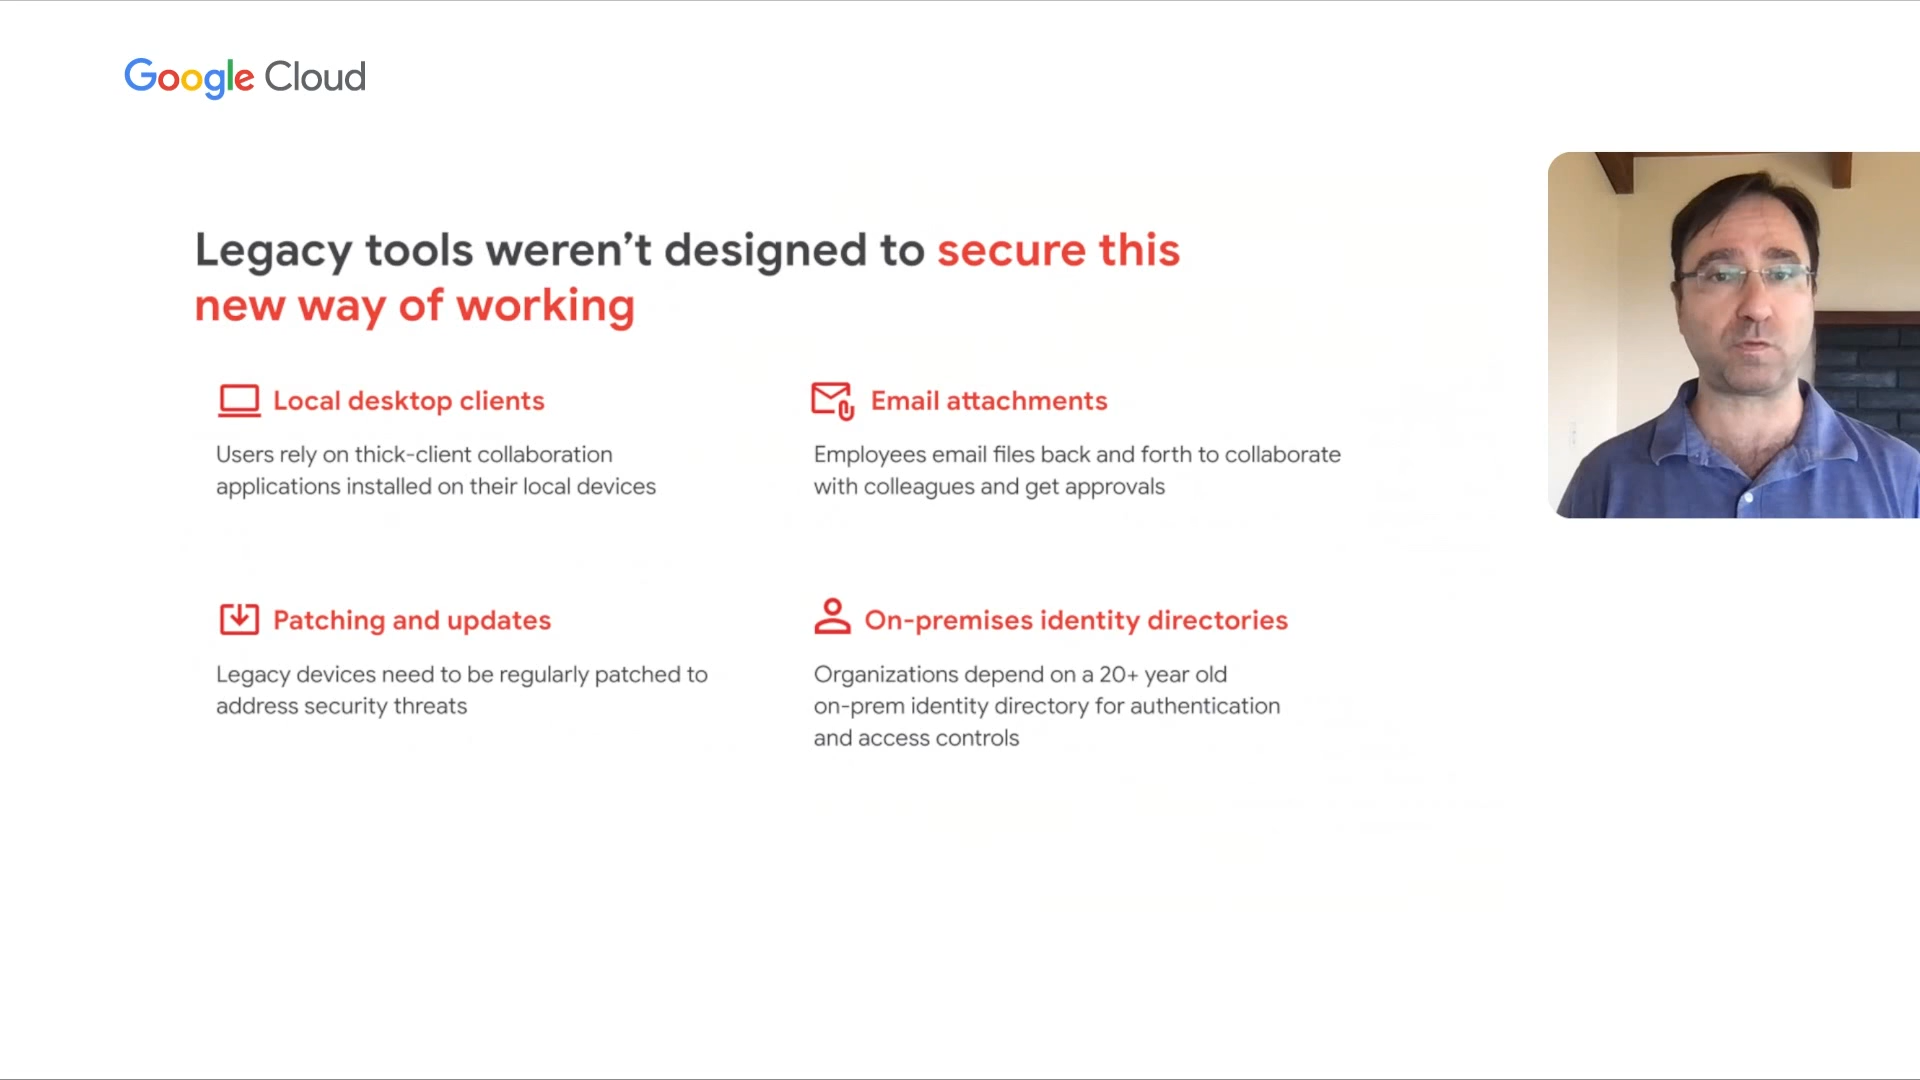 Google Cloud
Legacy tools weren’t designed to secure this
new way of working
Local desktop clients
Users rely on thick-client collaboration
applications installed on their local devices
Email attachments
Employees email files back and forth to collaborate
with colleagues and get approvals
Patching and updates
Legacy devices need to be regularly patched to
address security threats
On-premises identity directories
Organizations depend on a 20+ year old
on-prem identity directory for authentication
and access controls